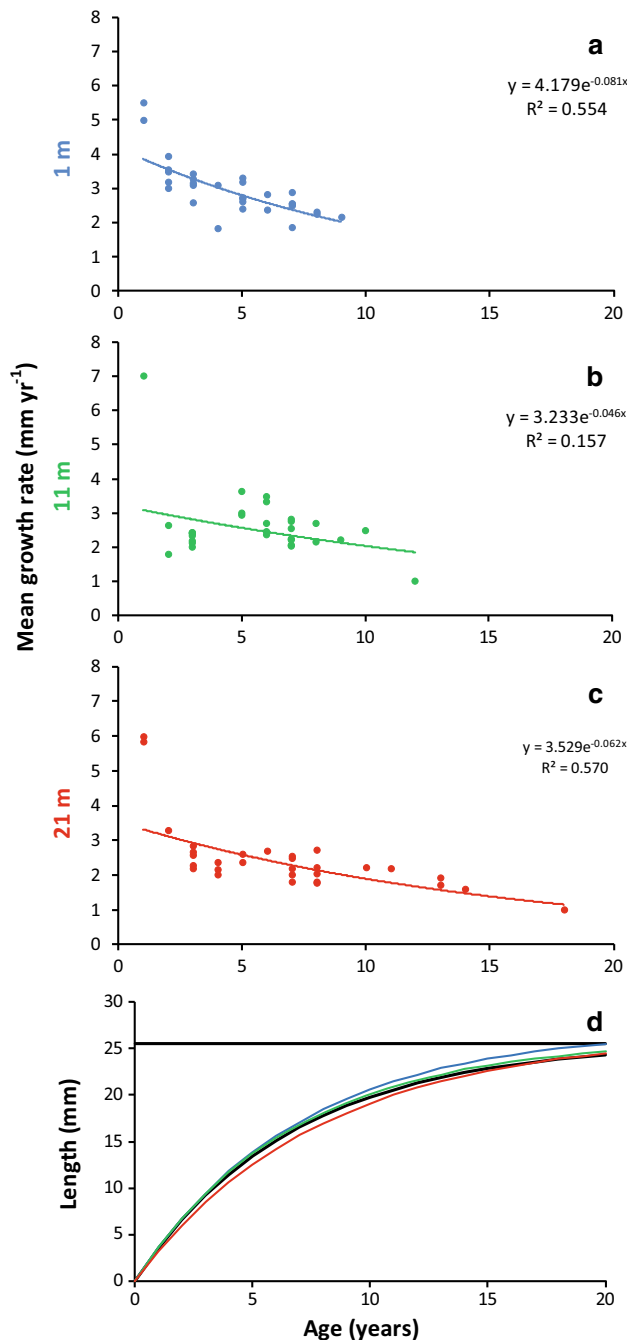 Mean growth rate (mm yr⁻¹)
1 m
a
y = 4.179e⁻⁰·⁰⁸¹ˣ
R² = 0.554
8
7
6
5
4
3
2
1
0
0 5 10 15 20
11 m
b
y = 3.233e⁻⁰·⁰⁴⁶ˣ
R² = 0.157
8
7
6
5
4
3
2
1
0
0 5 10 15 20
21 m
c
y = 3.529e⁻⁰·⁰⁶²ˣ
R² = 0.570
8
7
6
5
4
3
2
1
0
0 5 10 15 20
Length (mm)
d
30
25
20
15
10
5
0
0 5 10 15 20
Age (years)